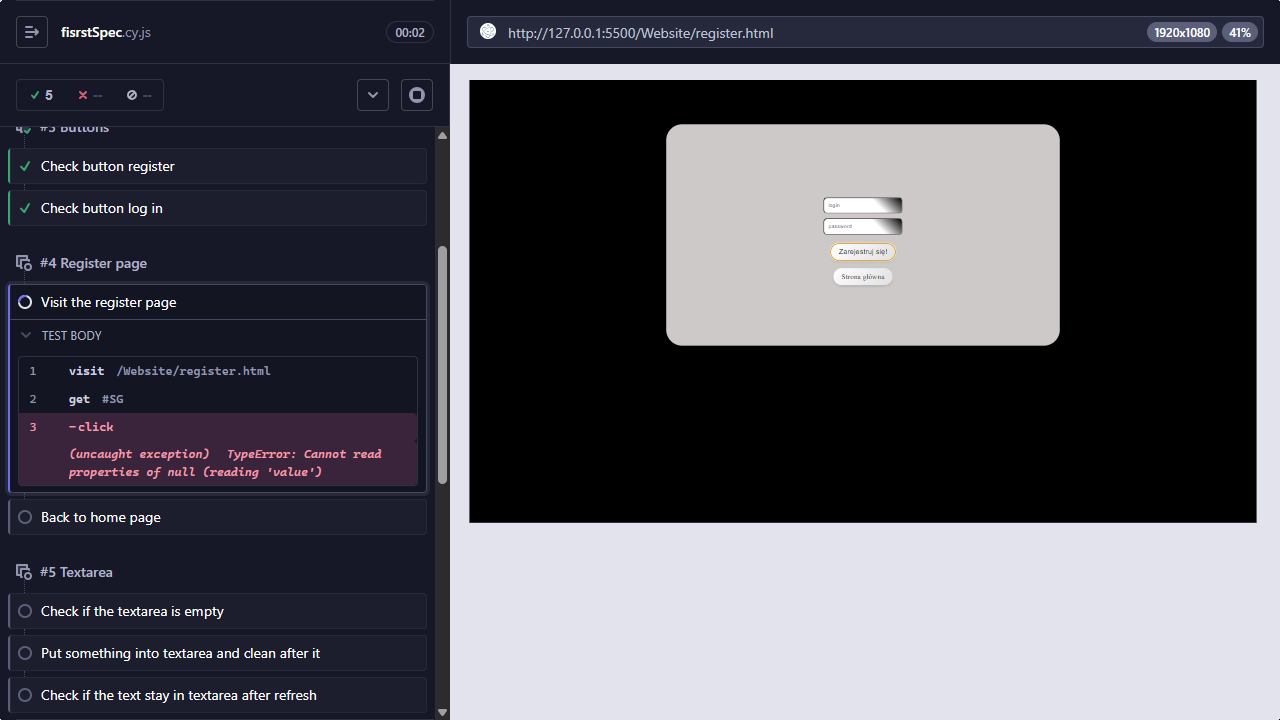 fisrstSpec.cy.js
00:02
5
--
--
#3 Buttons
Check button register
Check button log in
#4 Register page
Visit the register page
TEST BODY
1 visit /Website/register.html
2 get #SG
3 -click
(uncaught exception) TypeError: Cannot read
properties of null (reading 'value')
Back to home page
#5 Textarea
Check if the textarea is empty
Put something into textarea and clean after it
Check if the text stay in textarea after refresh
http://127.0.0.1:5500/Website/register.html
1920x1080
41%
login
password
Zarejestruj się!
Strona główna